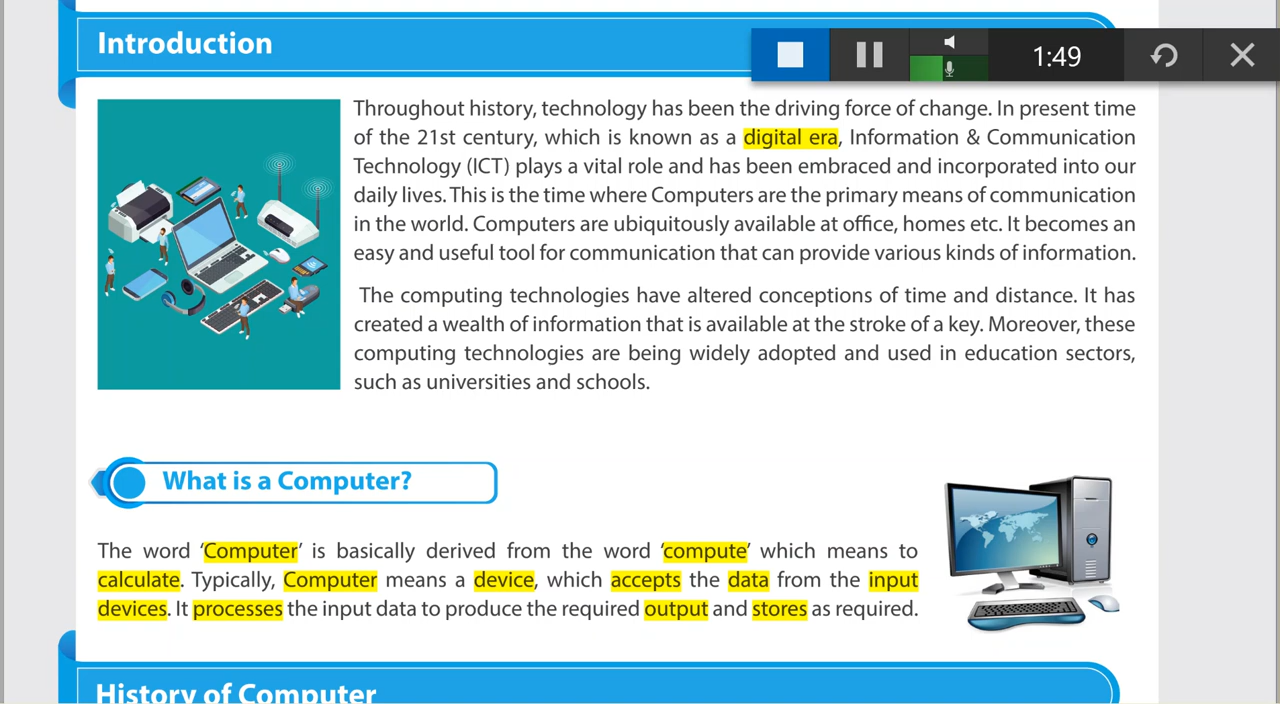 Introduction
1:49
Throughout history, technology has been the driving force of change. In present time
of the 21st century, which is known as a digital era, Information & Communication
Technology (ICT) plays a vital role and has been embraced and incorporated into our
daily lives. This is the time where Computers are the primary means of communication
in the world. Computers are ubiquitously available at office, homes etc. It becomes an
easy and useful tool for communication that can provide various kinds of information.
The computing technologies have altered conceptions of time and distance. It has
created a wealth of information that is available at the stroke of a key. Moreover, these
computing technologies are being widely adopted and used in education sectors,
such as universities and schools.
What is a Computer?
The word ‘Computer’ is basically derived from the word ‘compute’ which means to
calculate. Typically, Computer means a device, which accepts the data from the input
devices. It processes the input data to produce the required output and stores as required.
History of Computer